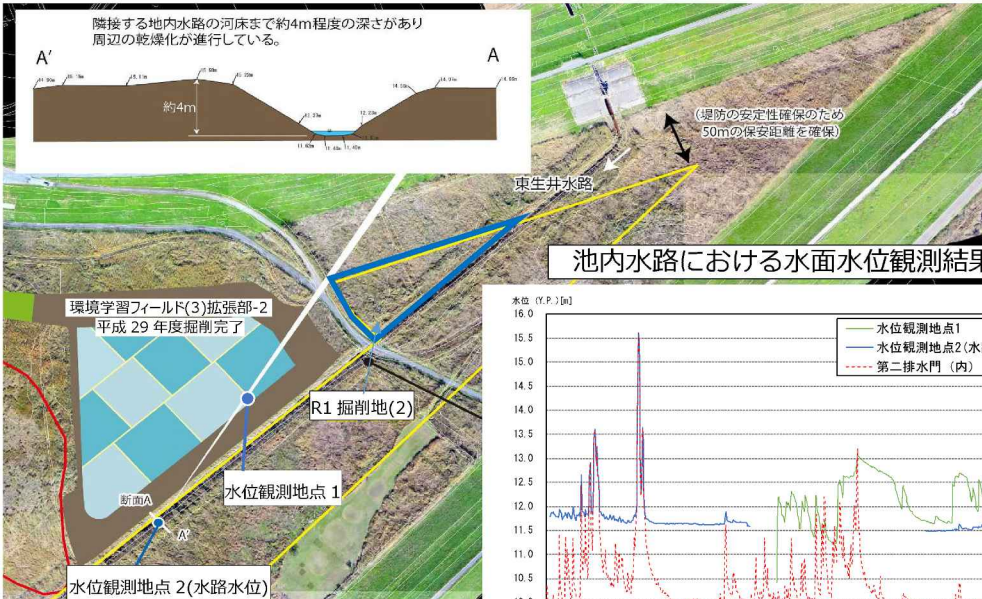 隣接する地内水路の河床まで約4m程度の深さがあり
周辺の乾燥化が進行している。
A'
A
約4m
(堤防の安定性確保のため
50mの保安距離を確保)
東生井水路
池内水路における水面水位観測結果
環境学習フィールド(3)拡張部-2
平成 29 年度掘削完了
R1 掘削地(2)
水位観測地点 1
断面A
A'
水位観測地点 2(水路水位)
水位 (Y.P.)[m]
16.0
15.5
15.0
14.5
14.0
13.5
13.0
12.5
12.0
11.5
11.0
10.5
水位観測地点1
水位観測地点2(水
第二排水門 (内)